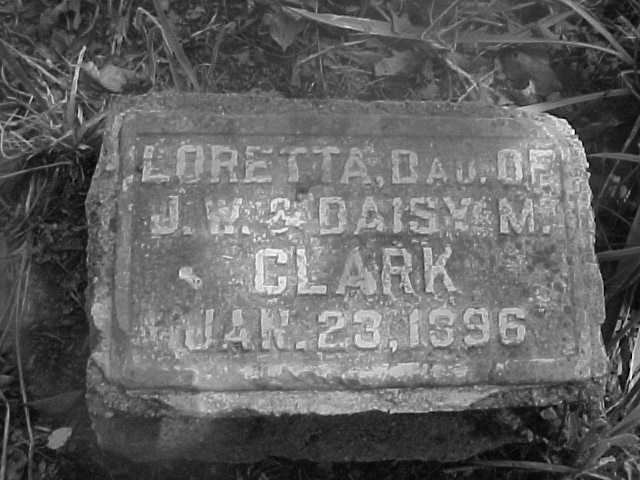 LORETTA, DAU. OF
J. W. & DAISY M.
CLARK
JAN. 23, 1896